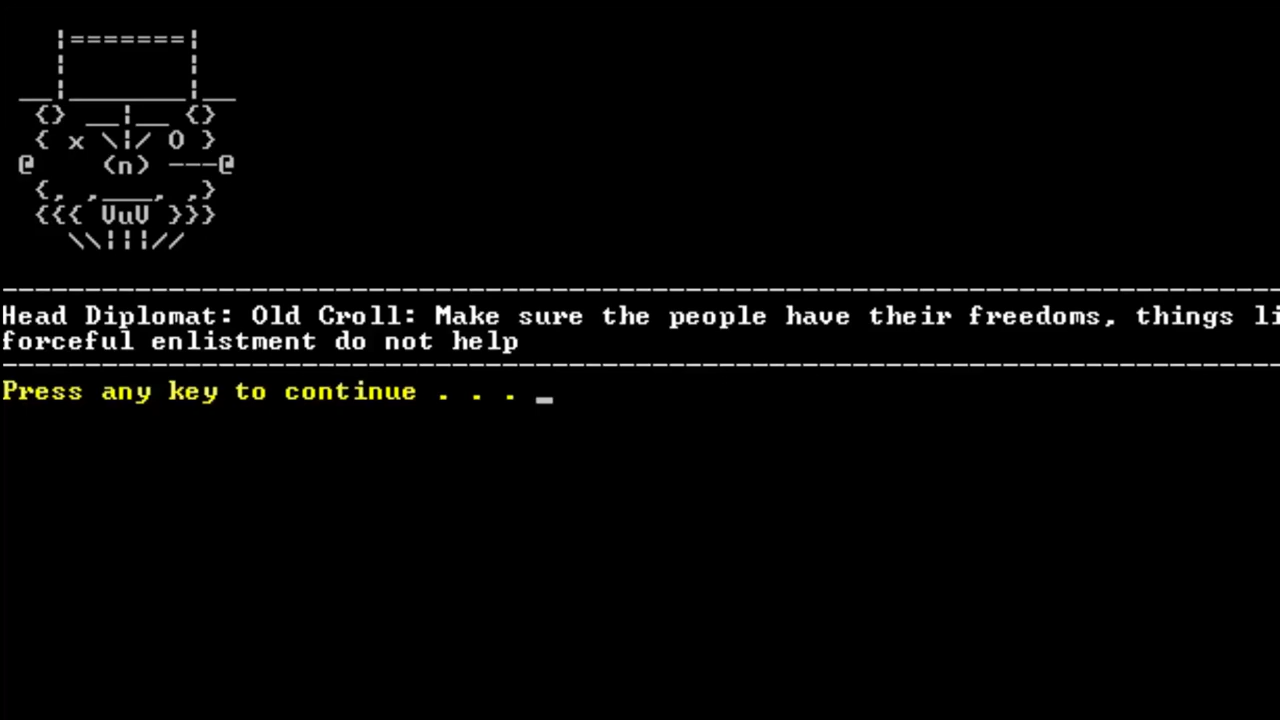 Head Diplomat: Old Croll: Make sure the people have their freedoms, things li
forceful enlistment do not help
Press any key to continue . . . _